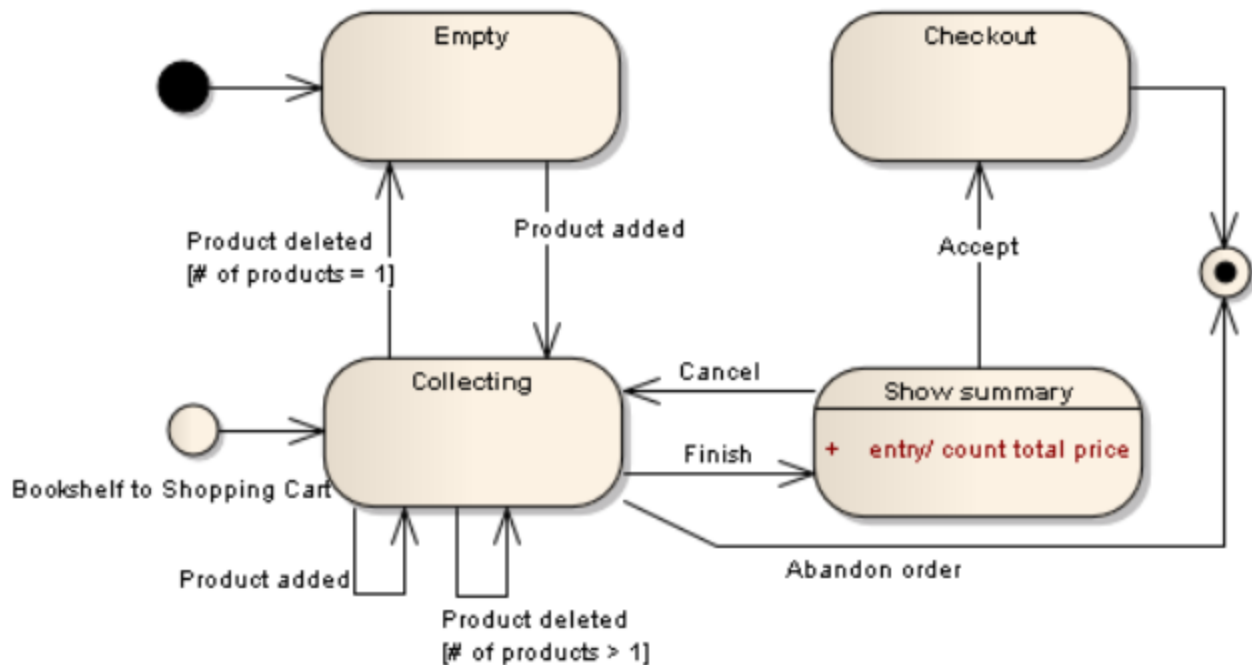 Empty
Checkout
Product deleted
[# of products = 1]
Product added
Accept
Collecting
Cancel
Show summary
+ entry/ count total price
Finish
Bookshelf to Shopping Cart
Product added
Abandon order
Product deleted
[# of products > 1]